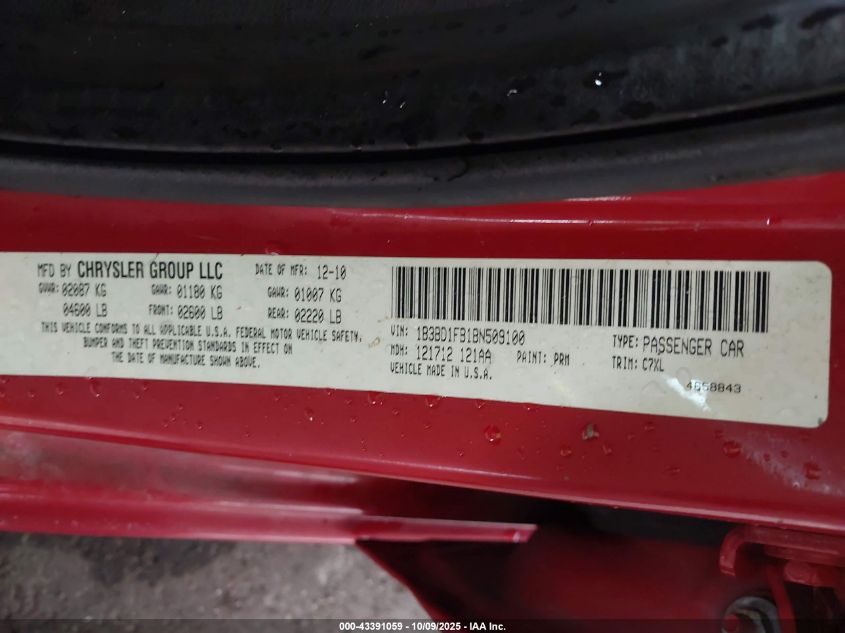 MFD BY CHRYSLER GROUP LLC DATE OF MFR: 12-10
GVWR: 02087 KG GAWR: 01180 KG GAWR: 01007 KG
04600 LB FRONT: 02600 LB REAR: 02220 LB
THIS VEHICLE CONFORMS TO ALL APPLICABLE U.S.A. FEDERAL MOTOR VEHICLE SAFETY,
BUMPER AND THEFT PREVENTION STANDARDS IN EFFECT ON
THE DATE OF MANUFACTURE SHOWN ABOVE.
VIN: 1B3BD1FB1BN509100 TYPE: PASSENGER CAR
MDH: 121712 121AA PAINT: PRM TRIM: C7XL
VEHICLE MADE IN U.S.A. 4658843
000-43391059 | 10/09/2025 | IAA Inc.